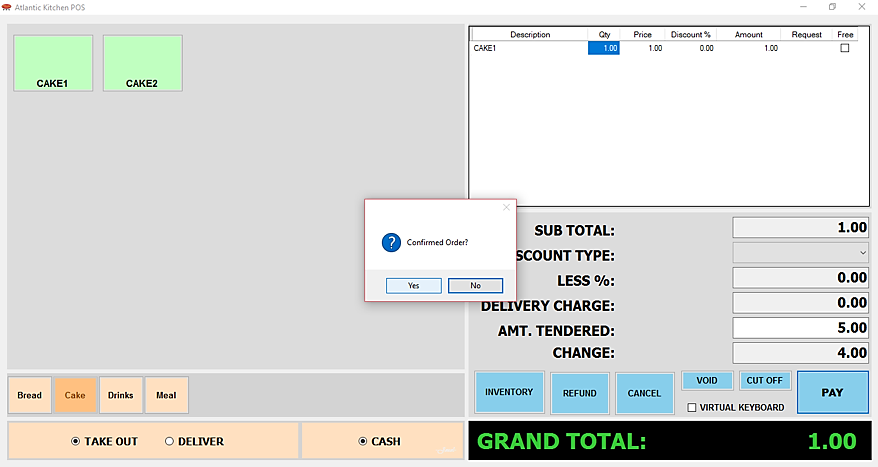 Atlantic Kitchen POS
CAKE1 CAKE2
Description Qty Price Discount % Amount Request Free
CAKE1 1.00 1.00 0.00 1.00
Confirmed Order?
Yes No
SUB TOTAL: 1.00
SCOUNT TYPE:
LESS %: 0.00
DELIVERY CHARGE: 0.00
AMT. TENDERED: 5.00
CHANGE: 4.00
Bread Cake Drinks Meal
INVENTORY REFUND CANCEL VOID CUT OFF PAY
VIRTUAL KEYBOARD
TAKE OUT DELIVER CASH
GRAND TOTAL: 1.00